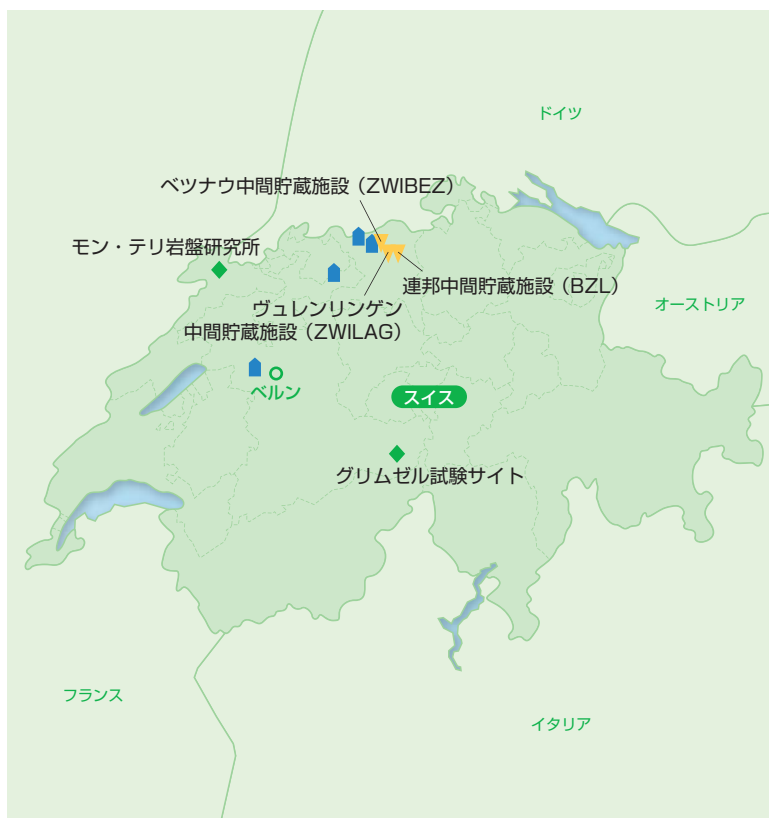 ドイツ
ベツナウ中間貯蔵施設（ZWIBEZ）
モン・テリ岩盤研究所
連邦中間貯蔵施設（BZL）
オーストリア
ヴュレンリンゲン
中間貯蔵施設（ZWILAG）
ベルン
スイス
グリムゼル試験サイト
フランス
イタリア